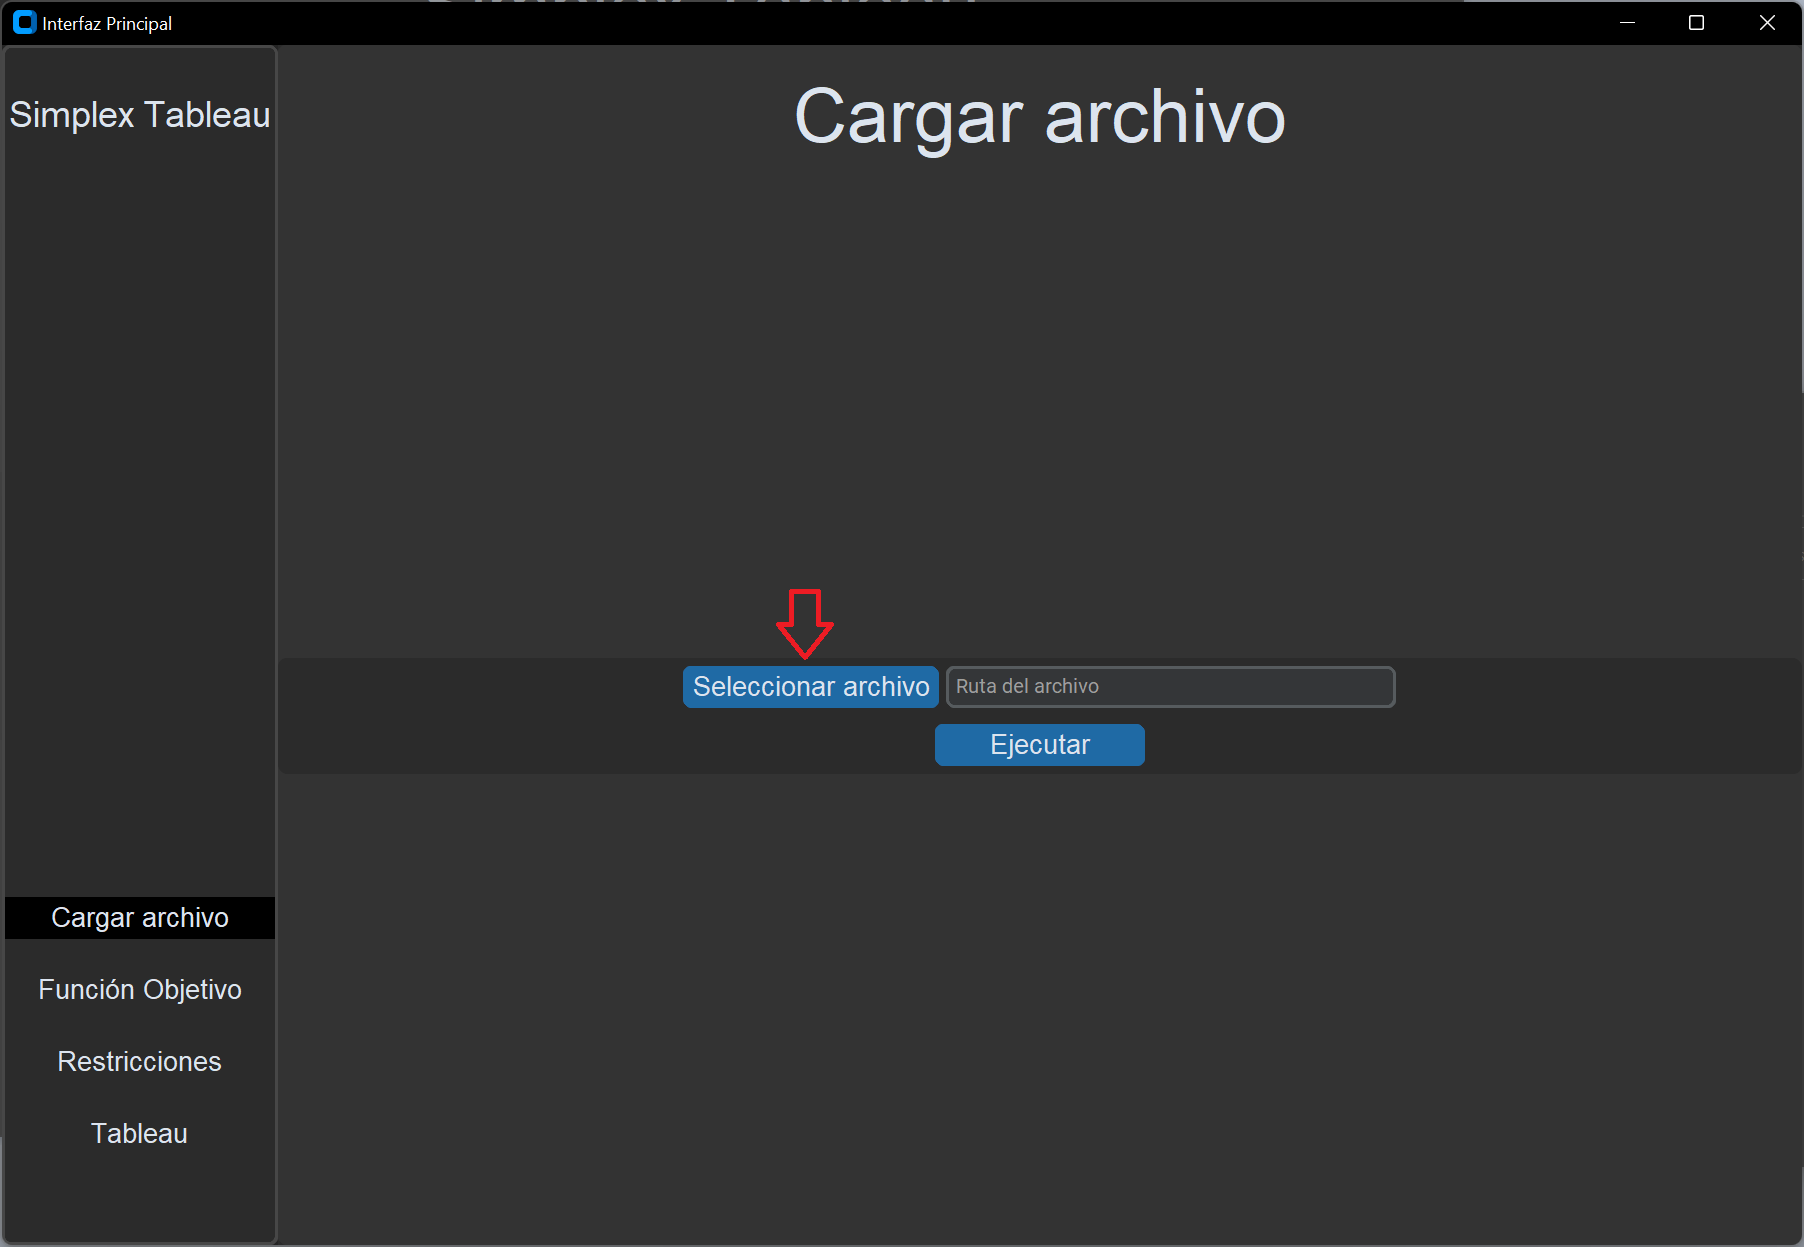 Interfaz Principal
Simplex Tableau
Cargar archivo
Seleccionar archivo
Ruta del archivo
Ejecutar
Cargar archivo
Función Objetivo
Restricciones
Tableau